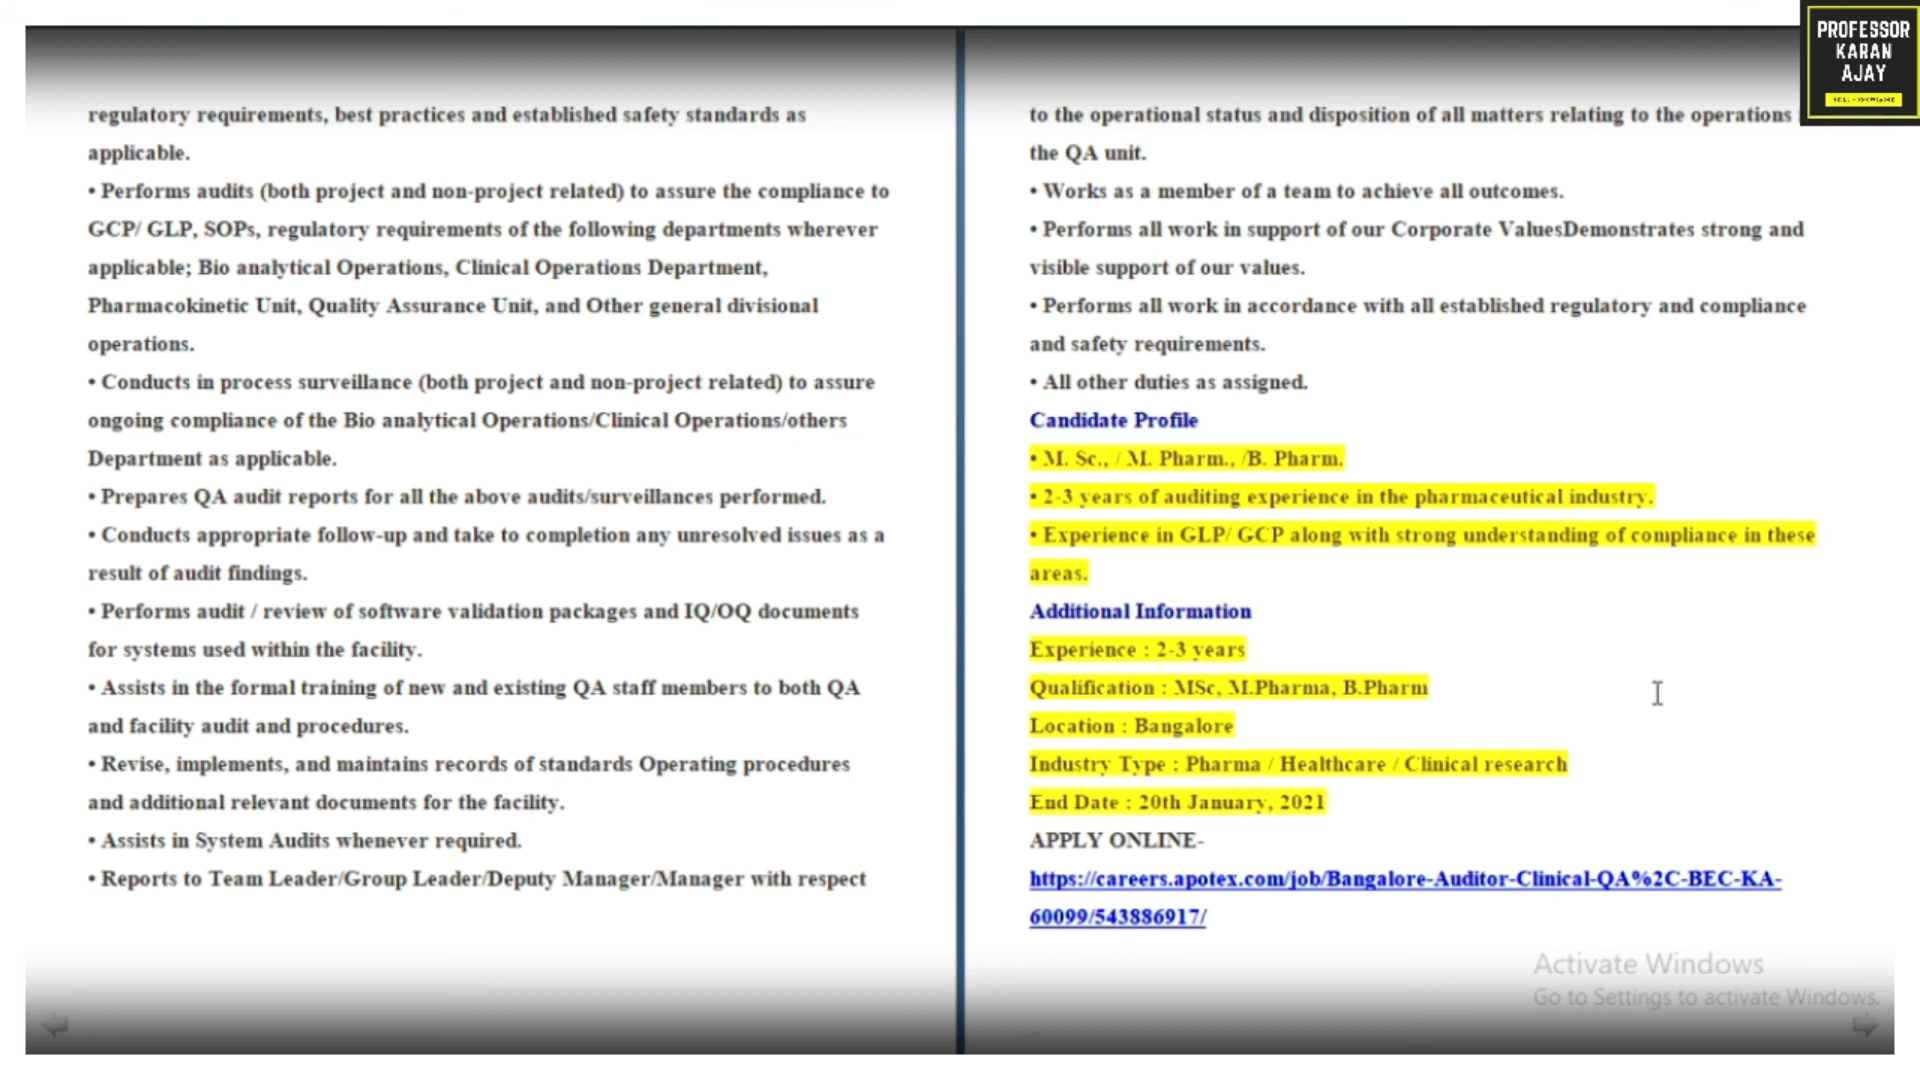 PROFESSOR
KARAN
AJAY
regulatory requirements, best practices and established safety standards as
applicable.
• Performs audits (both project and non-project related) to assure the compliance to
GCP/ GLP, SOPs, regulatory requirements of the following departments wherever
applicable; Bio analytical Operations, Clinical Operations Department,
Pharmacokinetic Unit, Quality Assurance Unit, and Other general divisional
operations.
• Conducts in process surveillance (both project and non-project related) to assure
ongoing compliance of the Bio analytical Operations/Clinical Operations/others
Department as applicable.
• Prepares QA audit reports for all the above audits/surveillances performed.
• Conducts appropriate follow-up and take to completion any unresolved issues as a
result of audit findings.
• Performs audit / review of software validation packages and IQ/OQ documents
for systems used within the facility.
• Assists in the formal training of new and existing QA staff members to both QA
and facility audit and procedures.
• Revise, implements, and maintains records of standards Operating procedures
and additional relevant documents for the facility.
• Assists in System Audits whenever required.
• Reports to Team Leader/Group Leader/Deputy Manager/Manager with respect
to the operational status and disposition of all matters relating to the operations
the QA unit.
• Works as a member of a team to achieve all outcomes.
• Performs all work in support of our Corporate ValuesDemonstrates strong and
visible support of our values.
• Performs all work in accordance with all established regulatory and compliance
and safety requirements.
• All other duties as assigned.
Candidate Profile
• M. Sc., / M. Pharm., /B. Pharm.
• 2-3 years of auditing experience in the pharmaceutical industry.
• Experience in GLP/ GCP along with strong understanding of compliance in these
areas.
Additional Information
Experience : 2-3 years
Qualification : MSc, M.Pharma, B.Pharm
Location : Bangalore
Industry Type : Pharma / Healthcare / Clinical research
End Date : 20th January, 2021
APPLY ONLINE-
https://careers.apotex.com/job/Bangalore-Auditor-Clinical-QA%2C-BEC-KA-
60099/543886917/
Activate Windows
Go to Settings to activate Windows.